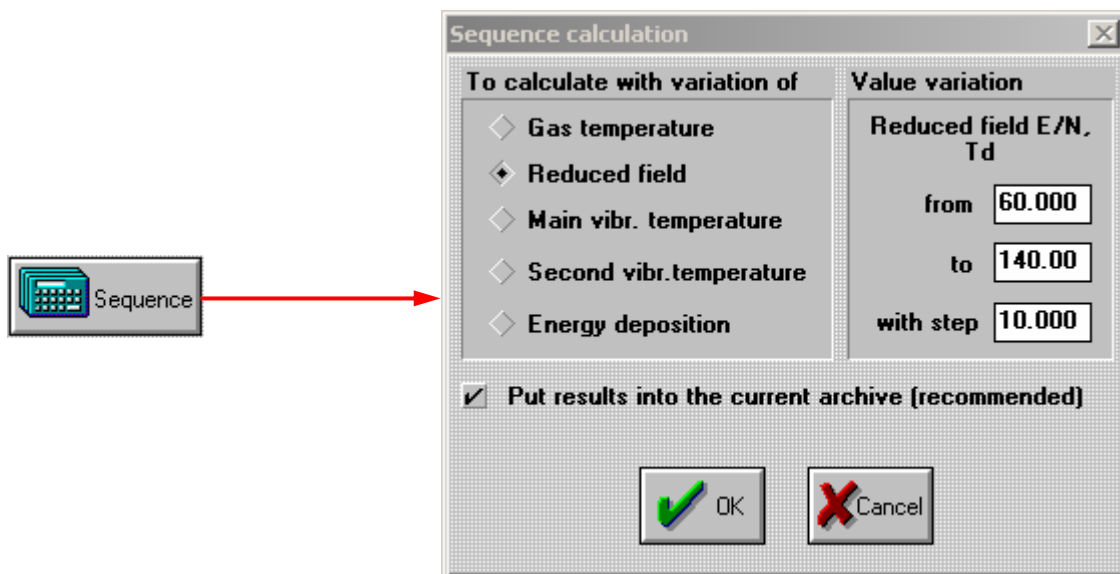 Sequence
Sequence calculation
To calculate with variation of
Gas temperature
Reduced field
Main vibr. temperature
Second vibr.temperature
Energy deposition
Value variation
Reduced field E/N,
Td
from 60.000
to 140.00
with step 10.000
Put results into the current archive (recommended)
OK
Cancel